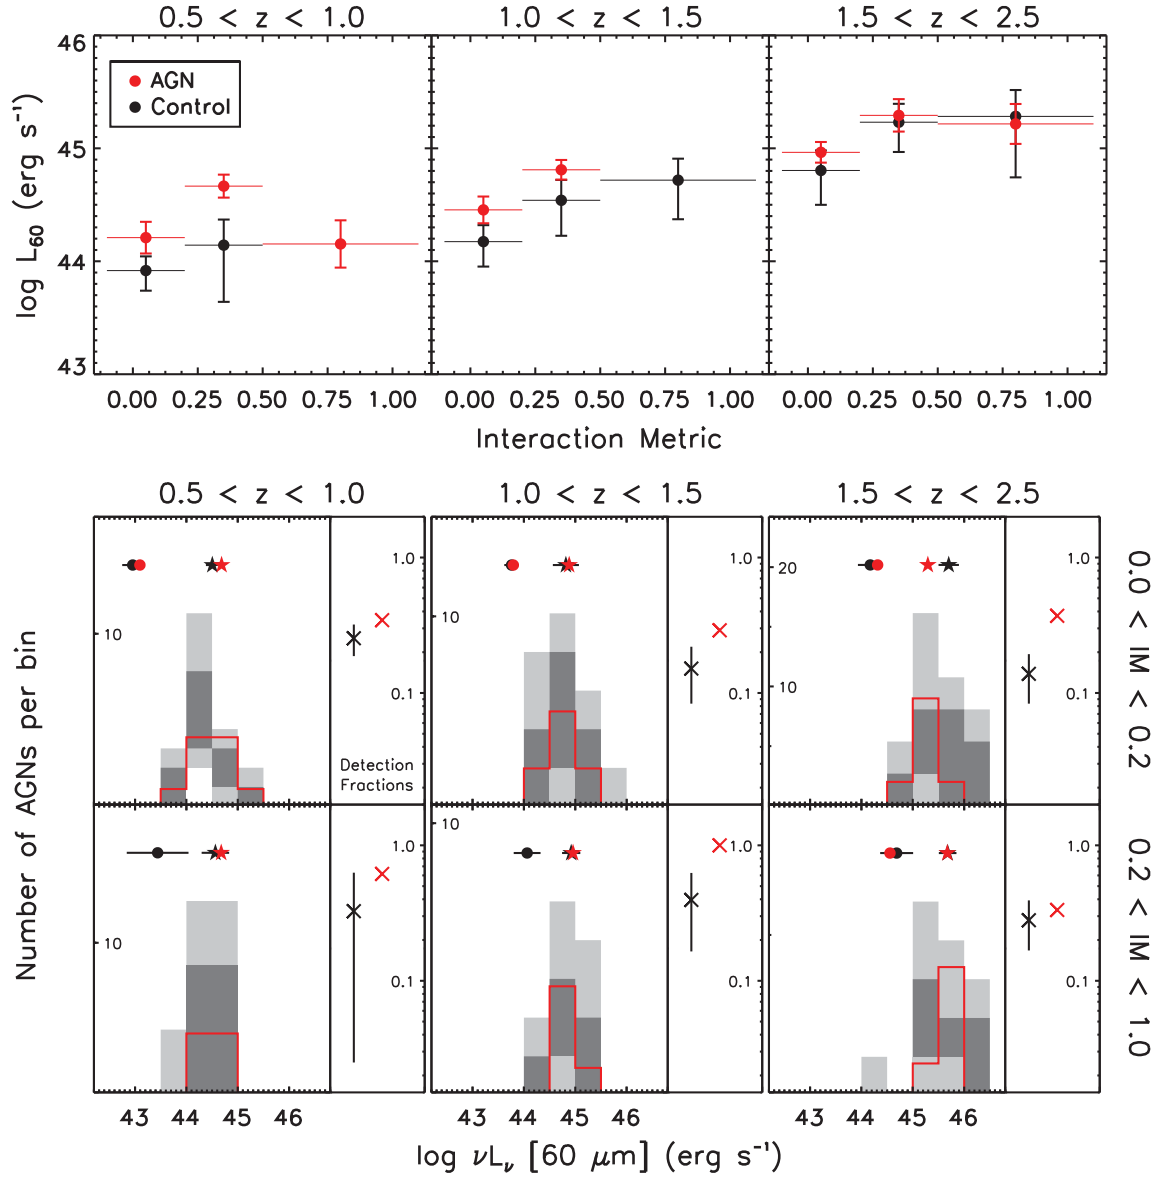 0.5 < z < 1.0
1.0 < z < 1.5
1.5 < z < 2.5
46
45
44
43
log L60 (erg s⁻¹)
AGN
Control
0.00 0.25 0.50 0.75 1.00
0.00 0.25 0.50 0.75 1.00
0.00 0.25 0.50 0.75 1.00
Interaction Metric
0.5 < z < 1.0
1.0 < z < 1.5
1.5 < z < 2.5
Number of AGNs per bin
10
1.0
0.1
Detection
Fractions
10
1.0
0.1
20
10
1.0
0.1
0.0 < IM < 0.2
10
1.0
0.1
10
1.0
0.1
1.0
0.1
0.2 < IM < 1.0
43 44 45 46
43 44 45 46
43 44 45 46
log νLν [60 μm] (erg s⁻¹)